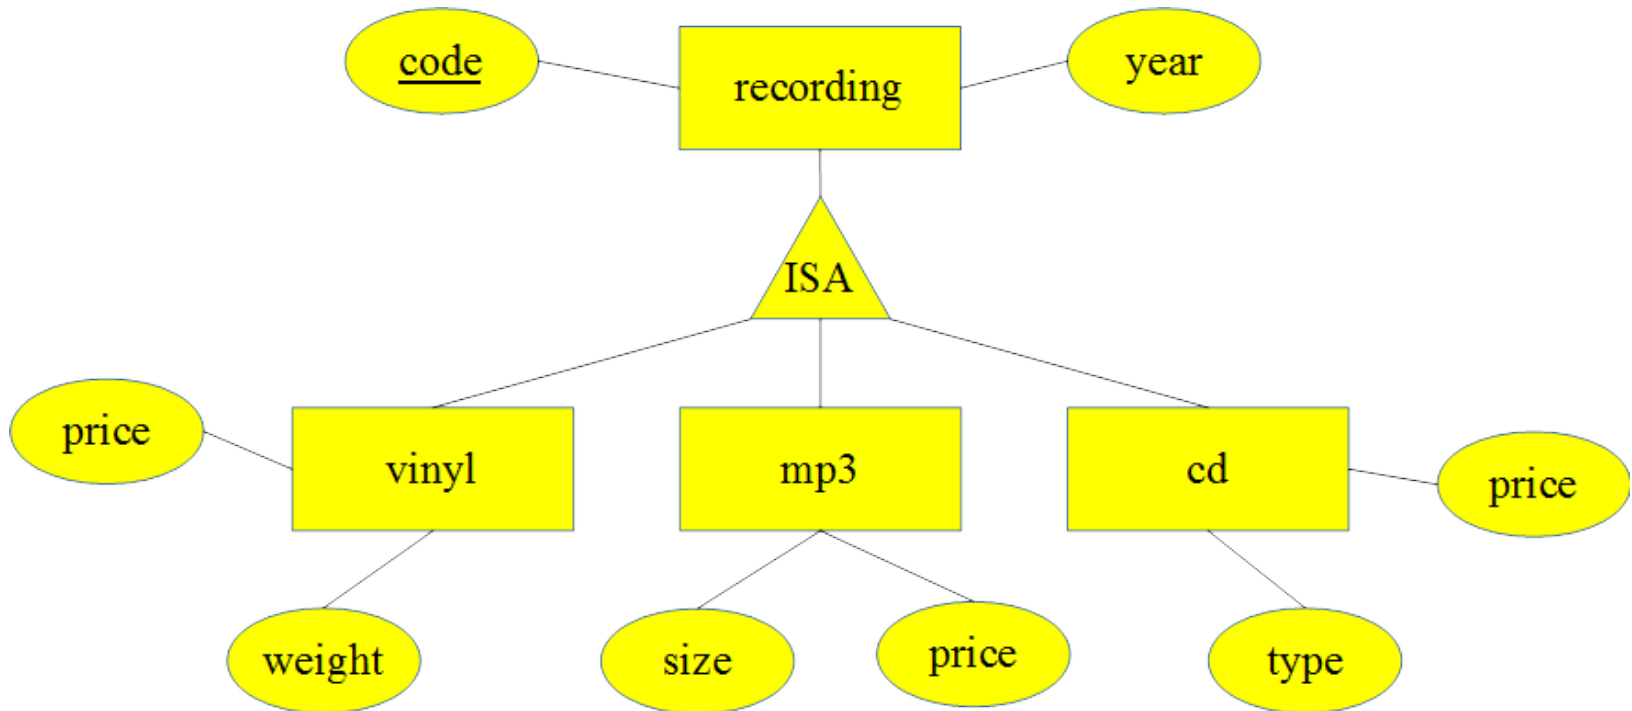 code
recording
year
ISA
price
vinyl
mp3
cd
price
weight
size
price
type